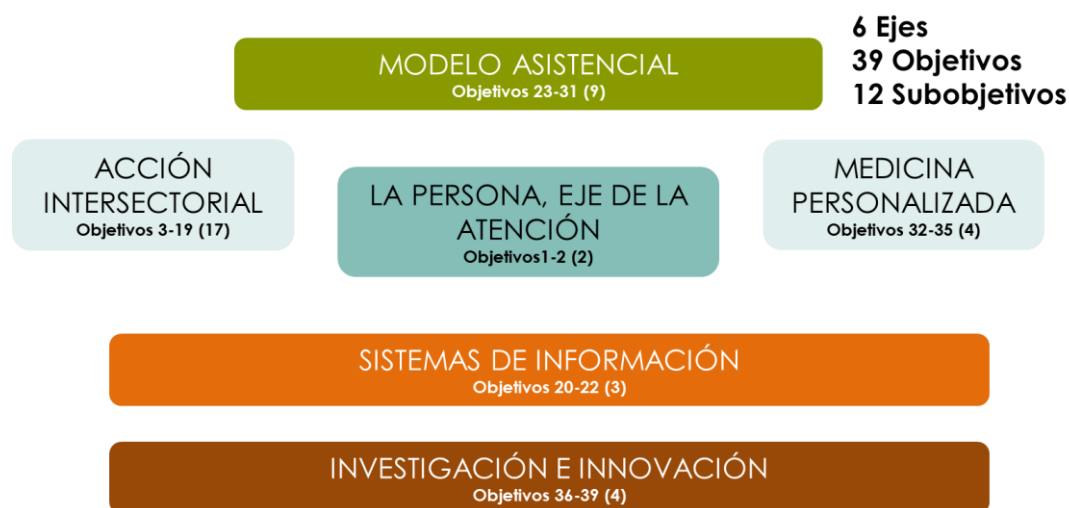 6 Ejes
39 Objetivos
12 Subobjetivos
MODELO ASISTENCIAL
Objetivos 23-31 (9)
ACCIÓN
INTERSECTORIAL
Objetivos 3-19 (17)
LA PERSONA, EJE DE LA
ATENCIÓN
Objetivos1-2 (2)
MEDICINA
PERSONALIZADA
Objetivos 32-35 (4)
SISTEMAS DE INFORMACIÓN
Objetivos 20-22 (3)
INVESTIGACIÓN E INNOVACIÓN
Objetivos 36-39 (4)